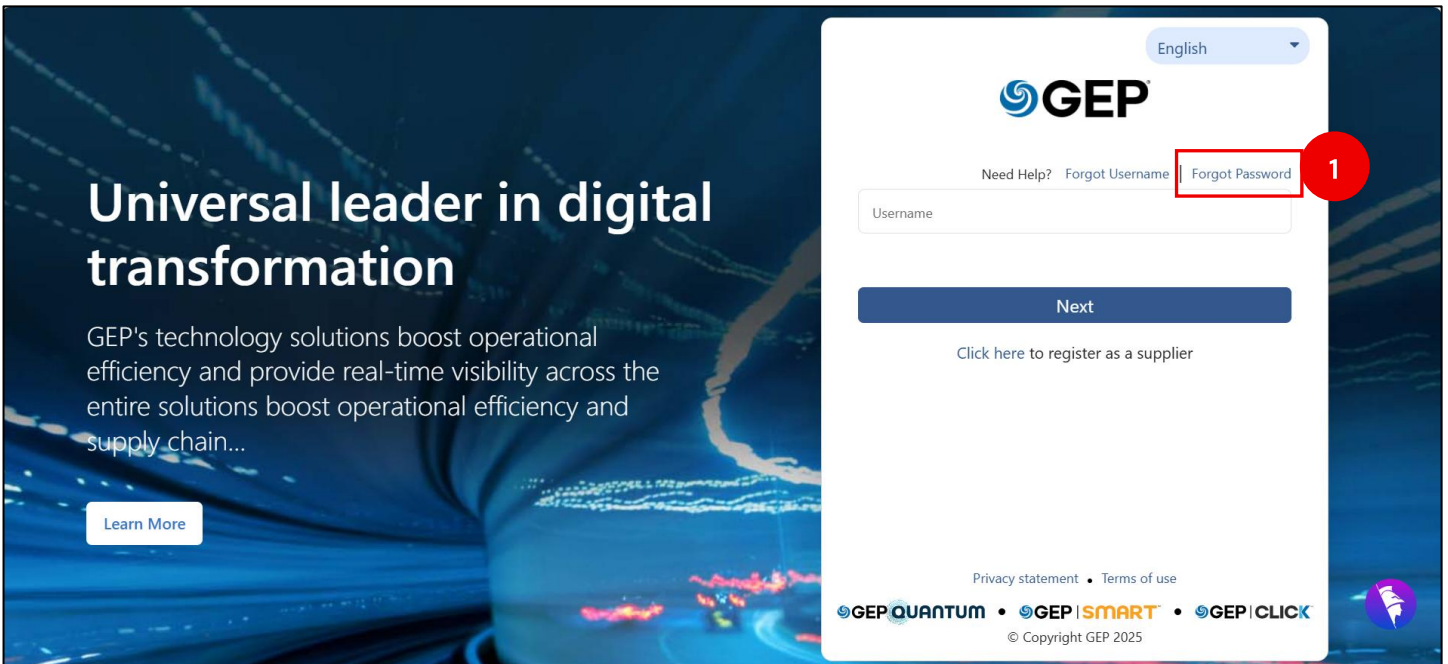 English
GEP
Need Help? Forgot Username | Forgot Password
1
Username
Next
Click here to register as a supplier
Universal leader in digital
transformation
GEP's technology solutions boost operational
efficiency and provide real-time visibility across the
entire solutions boost operational efficiency and
supply chain...
Learn More
Privacy statement • Terms of use
GEP QUANTUM • GEP | SMART™ • GEP | CLICK™
© Copyright GEP 2025